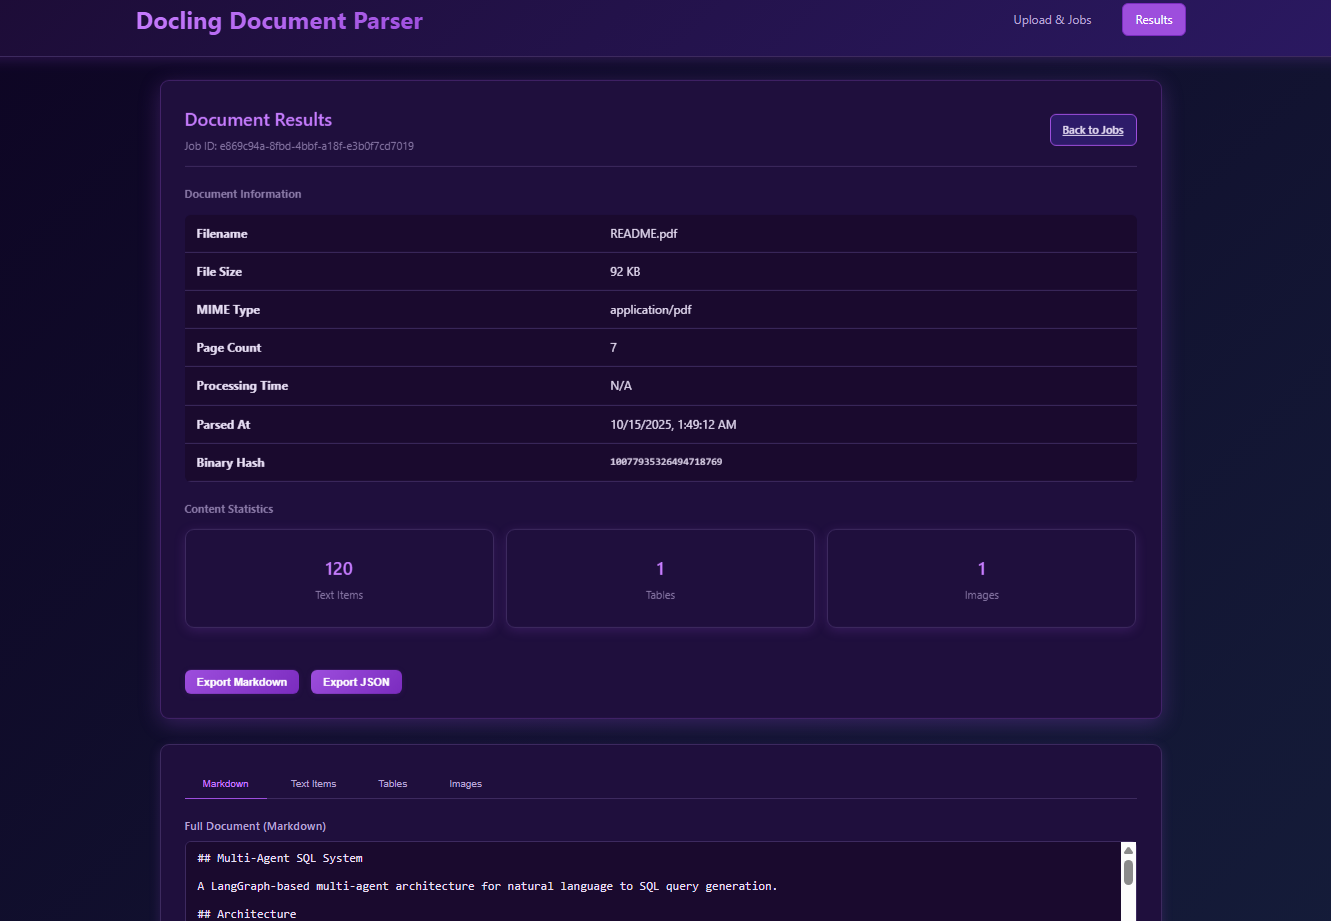 Docling Document Parser
Upload & Jobs
Results
Document Results
Job ID: e869c94a-8fbd-4bbf-a18f-e3b0f7cd7019
Back to Jobs
Document Information
Filename README.pdf
File Size 92 KB
MIME Type application/pdf
Page Count 7
Processing Time N/A
Parsed At 10/15/2025, 1:49:12 AM
Binary Hash 10077935326494718769
Content Statistics
120
Text Items
1
Tables
1
Images
Export Markdown
Export JSON
Markdown
Text Items
Tables
Images
Full Document (Markdown)
## Multi-Agent SQL System
A LangGraph-based multi-agent architecture for natural language to SQL query generation.
## Architecture